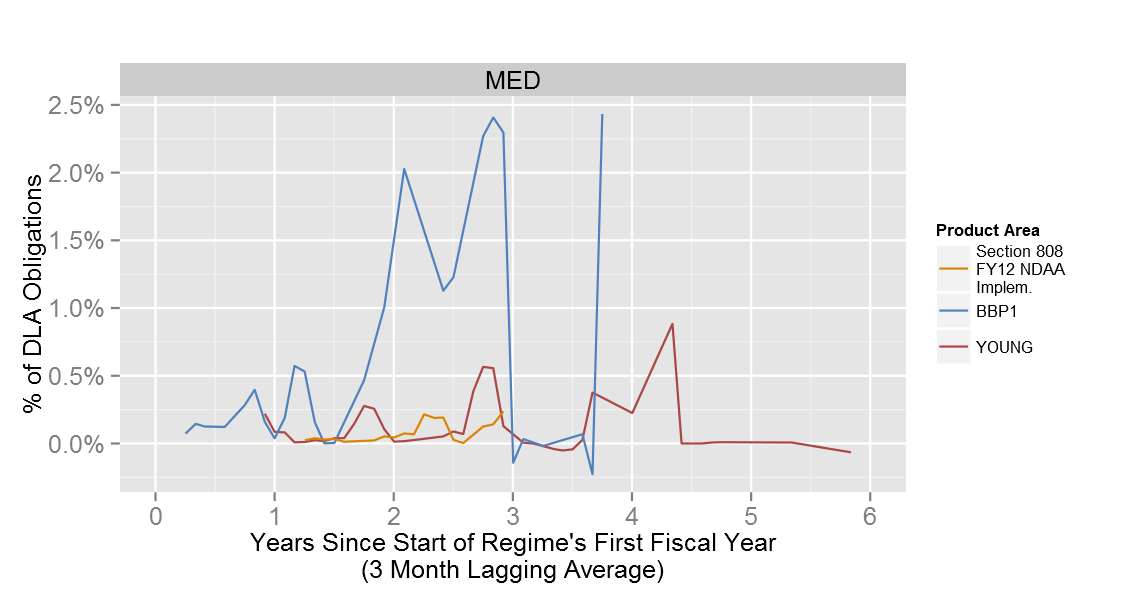 MED
2.5%
2.0%
1.5%
1.0%
0.5%
0.0%
% of DLA Obligations
0 1 2 3 4 5 6
Years Since Start of Regime's First Fiscal Year
(3 Month Lagging Average)
Product Area
Section 808
FY12 NDAA
Implem.
BBP1
YOUNG